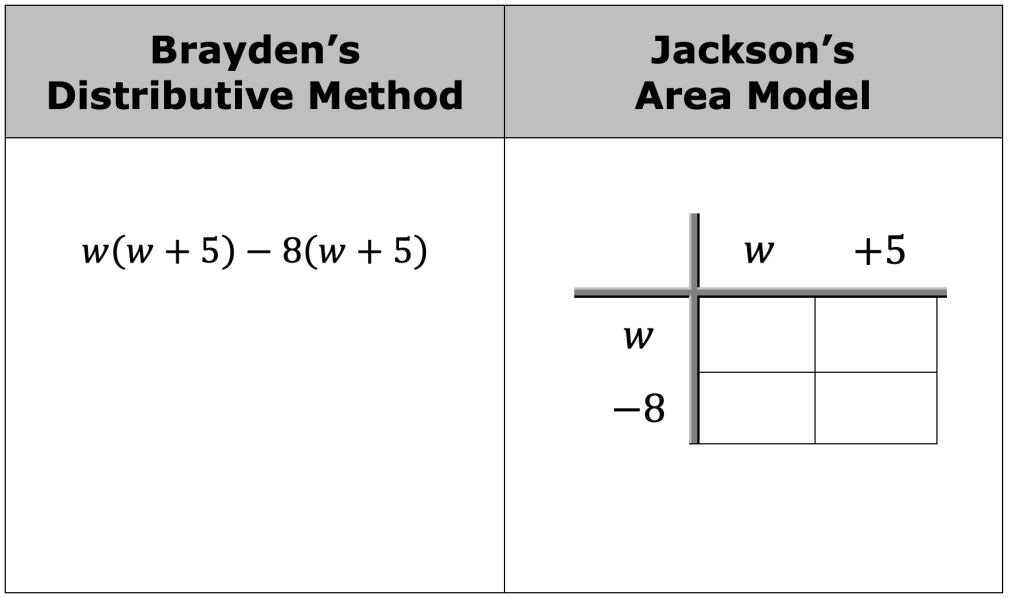 Brayden’s
Distributive Method
Jackson’s
Area Model
𝑤(𝑤 + 5) − 8(𝑤 + 5)
𝑤 +5
𝑤
−8